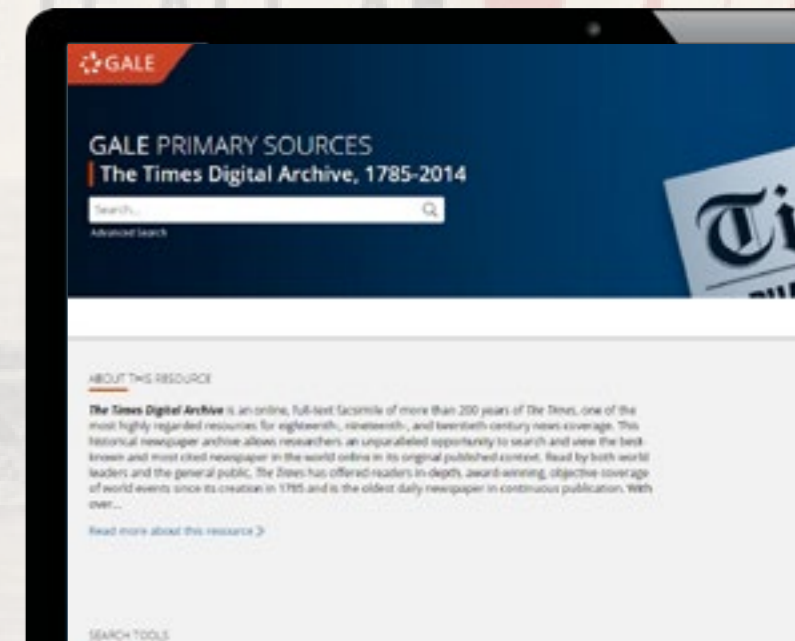 GALE
GALE PRIMARY SOURCES
The Times Digital Archive, 1785-2014
Search...
Advanced Search
ABOUT THIS RESOURCE
The Times Digital Archive is an online, full-text facsimile of more than 200 years of The Times, one of the
most highly regarded resources for eighteenth-, nineteenth-, and twentieth-century news coverage. This
historical newspaper archive allows researchers an unparalleled opportunity to search and view the best-
known and most cited newspaper in the world online in its original published context. Read by both world
leaders and the general public, The Times has offered readers in-depth, award-winning, objective coverage
of world events since its creation in 1785 and is the oldest daily newspaper in continuous publication. With
over...
Read more about this resource >
SEARCH TOOLS